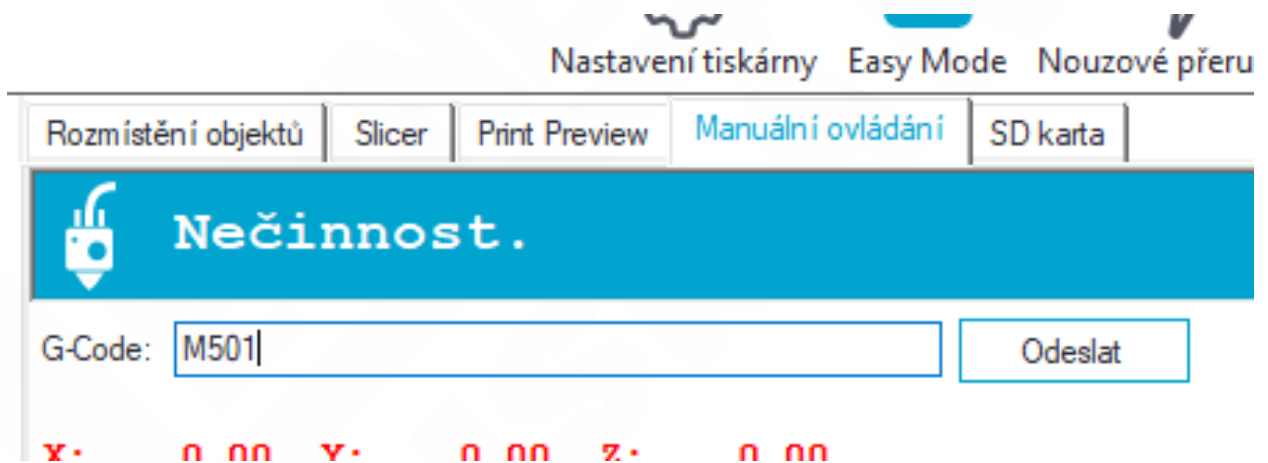 Nastavení tiskárny Easy Mode Nouzové přeru
Rozmístění objektů Slicer Print Preview Manuální ovládání SD karta
Nečinnost.
G-Code: M501 Odeslat
X: 0.00 Y: 0.00 Z: 0.00